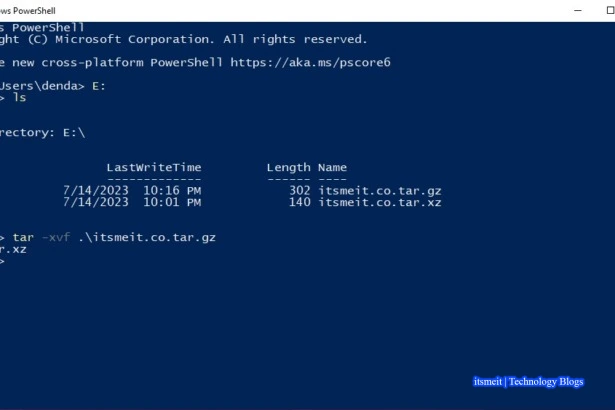 ws PowerShell
s PowerShell
ght (C) Microsoft Corporation. All rights reserved.
e new cross-platform PowerShell https://aka.ms/pscore6
Users\denda> E:
> ls
rectory: E:\
LastWriteTime Length Name
------------- ------ ----
7/14/2023 10:16 PM 302 itsmeit.co.tar.gz
7/14/2023 10:01 PM 140 itsmeit.co.tar.xz
> tar -xvf .\itsmeit.co.tar.gz
r.xz
>
itsmeit | Technology Blogs